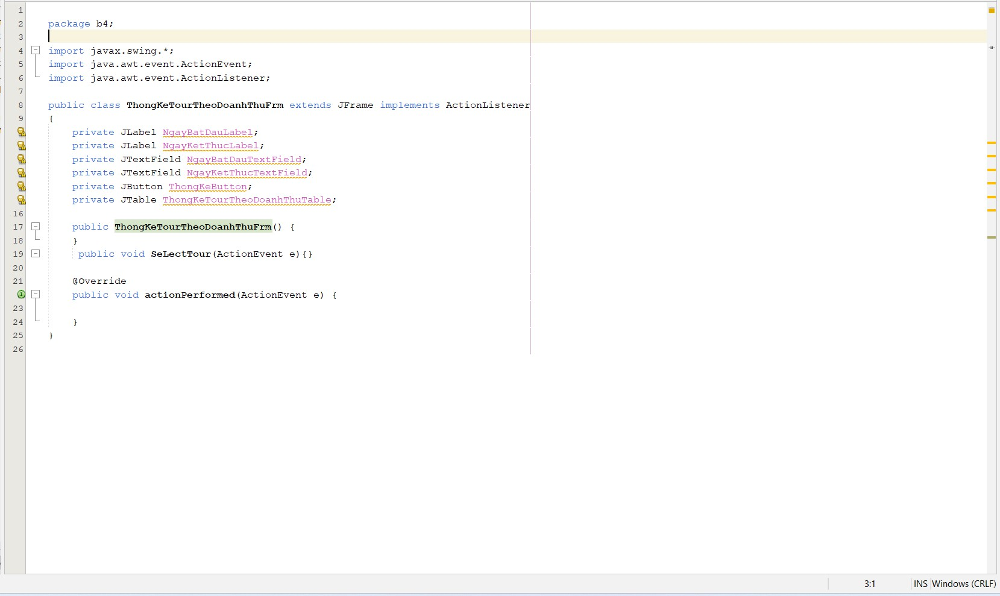 1
2 package b4;
3
4 import javax.swing.*;
5 import java.awt.event.ActionEvent;
6 import java.awt.event.ActionListener;
7
8 public class ThongKeTourTheoDoanhThuFrm extends JFrame implements ActionListener
9 {
private JLabel NgayBatDauLabel;
private JLabel NgayKetThucLabel;
private JTextField NgayBatDauTextField;
private JTextField NgayKetThucTextField;
private JButton ThongKeButton;
private JTable ThongKeTourTheoDoanhThuTable;
16
17 public ThongKeTourTheoDoanhThuFrm() {
18 }
19 public void SeLectTour(ActionEvent e){}
20
21 @Override
public void actionPerformed(ActionEvent e) {
23
24 }
25 }
26
3:1 INS Windows (CRLF)